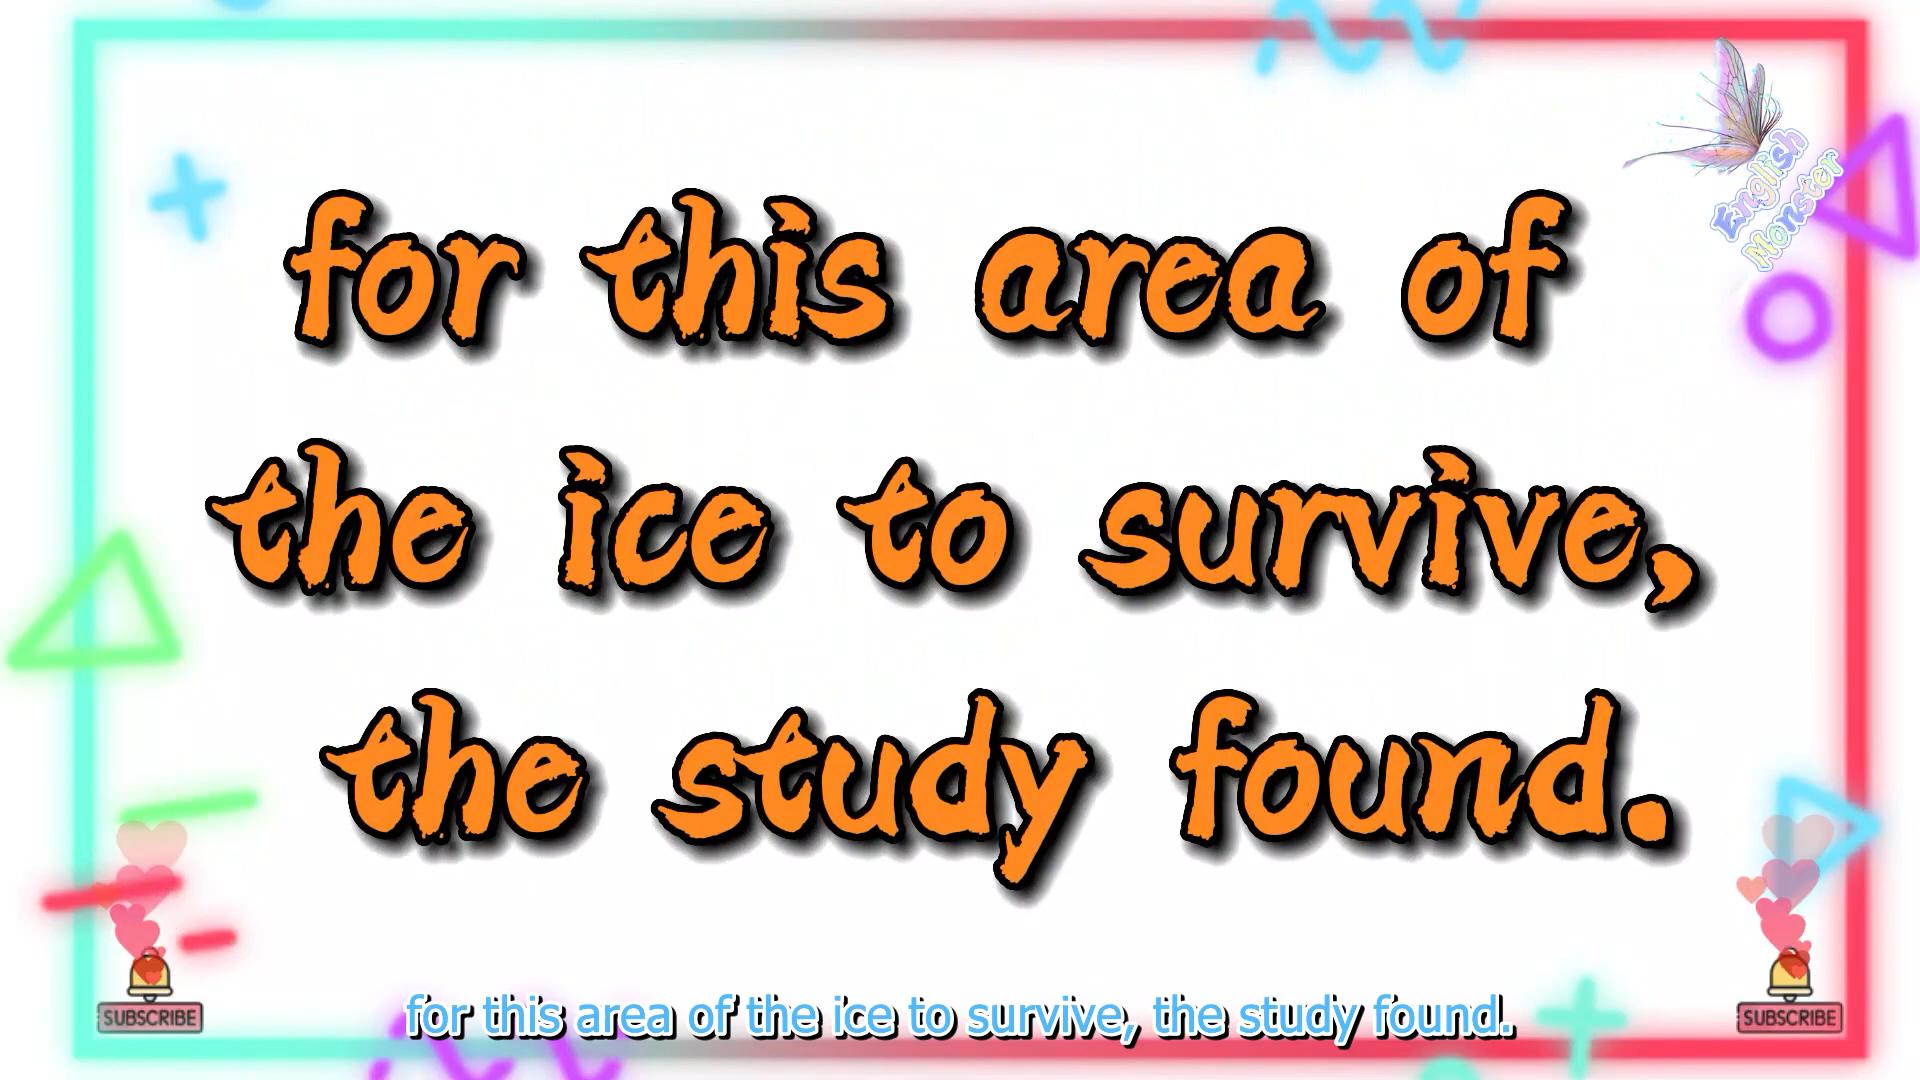 English
Monster
for this area of
the ice to survive,
the study found.
for this area of the ice to survive, the study found.
SUBSCRIBE
SUBSCRIBE